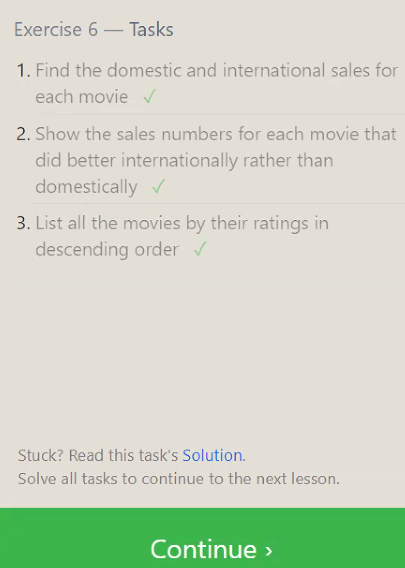 Exercise 6 — Tasks
1. Find the domestic and international sales for
each movie ✓
2. Show the sales numbers for each movie that
did better internationally rather than
domestically ✓
3. List all the movies by their ratings in
descending order ✓
Stuck? Read this task's Solution.
Solve all tasks to continue to the next lesson.
Continue ›